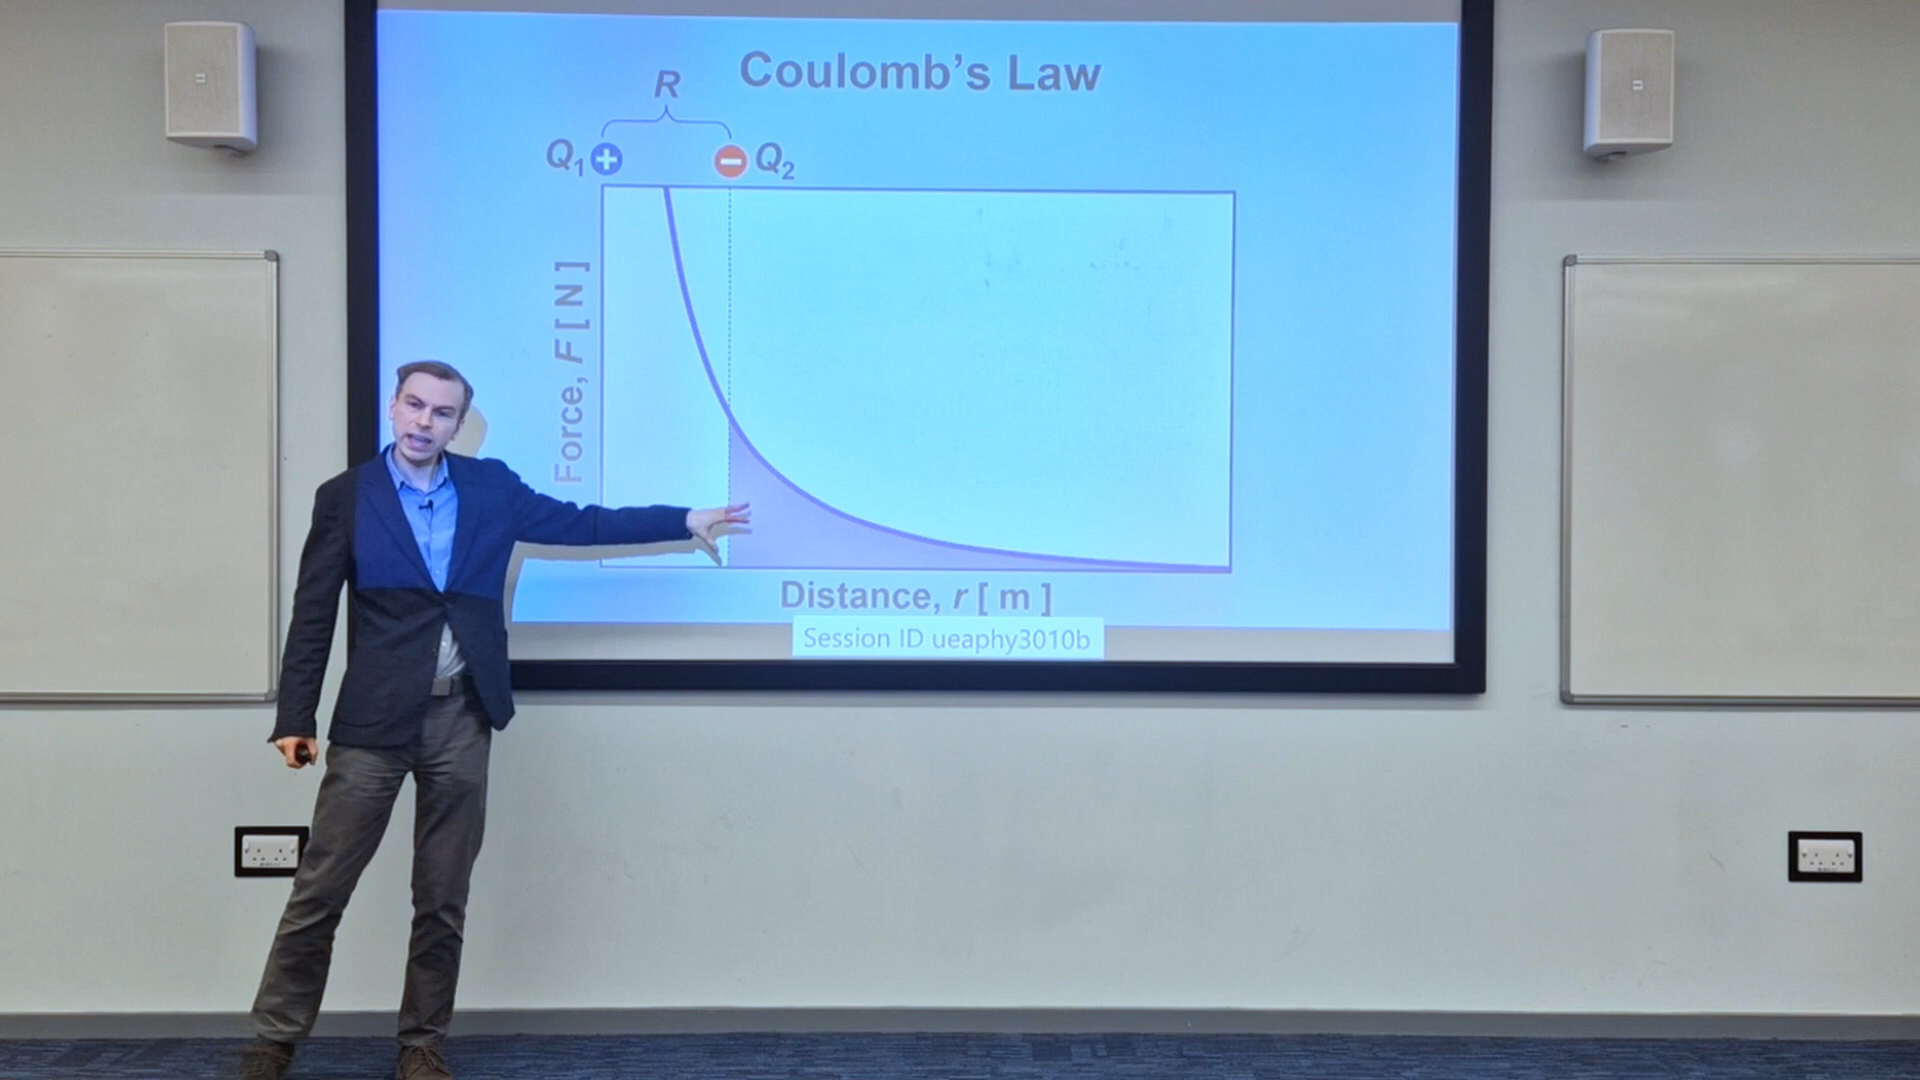 Coulomb’s Law
R
Q₁ + − Q₂
Force, F [ N ]
Distance, r [ m ]
Session ID ueaphy3010b